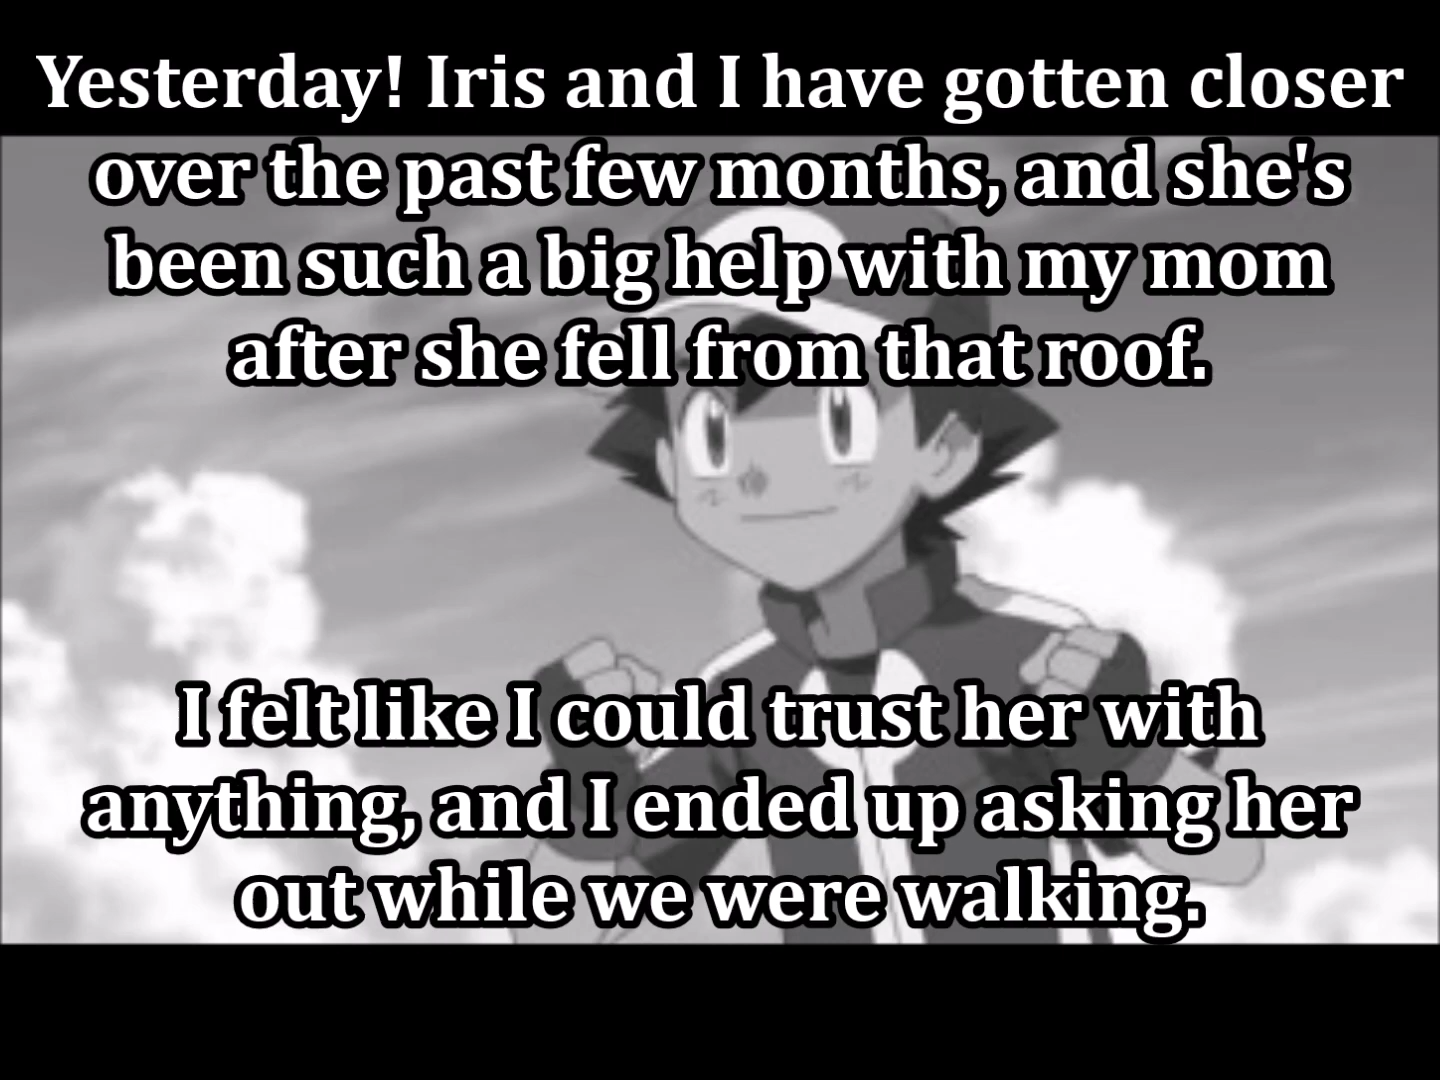 Yesterday! Iris and I have gotten closer
over the past few months, and she's
been such a big help with my mom
after she fell from that roof.
I felt like I could trust her with
anything, and I ended up asking her
out while we were walking.